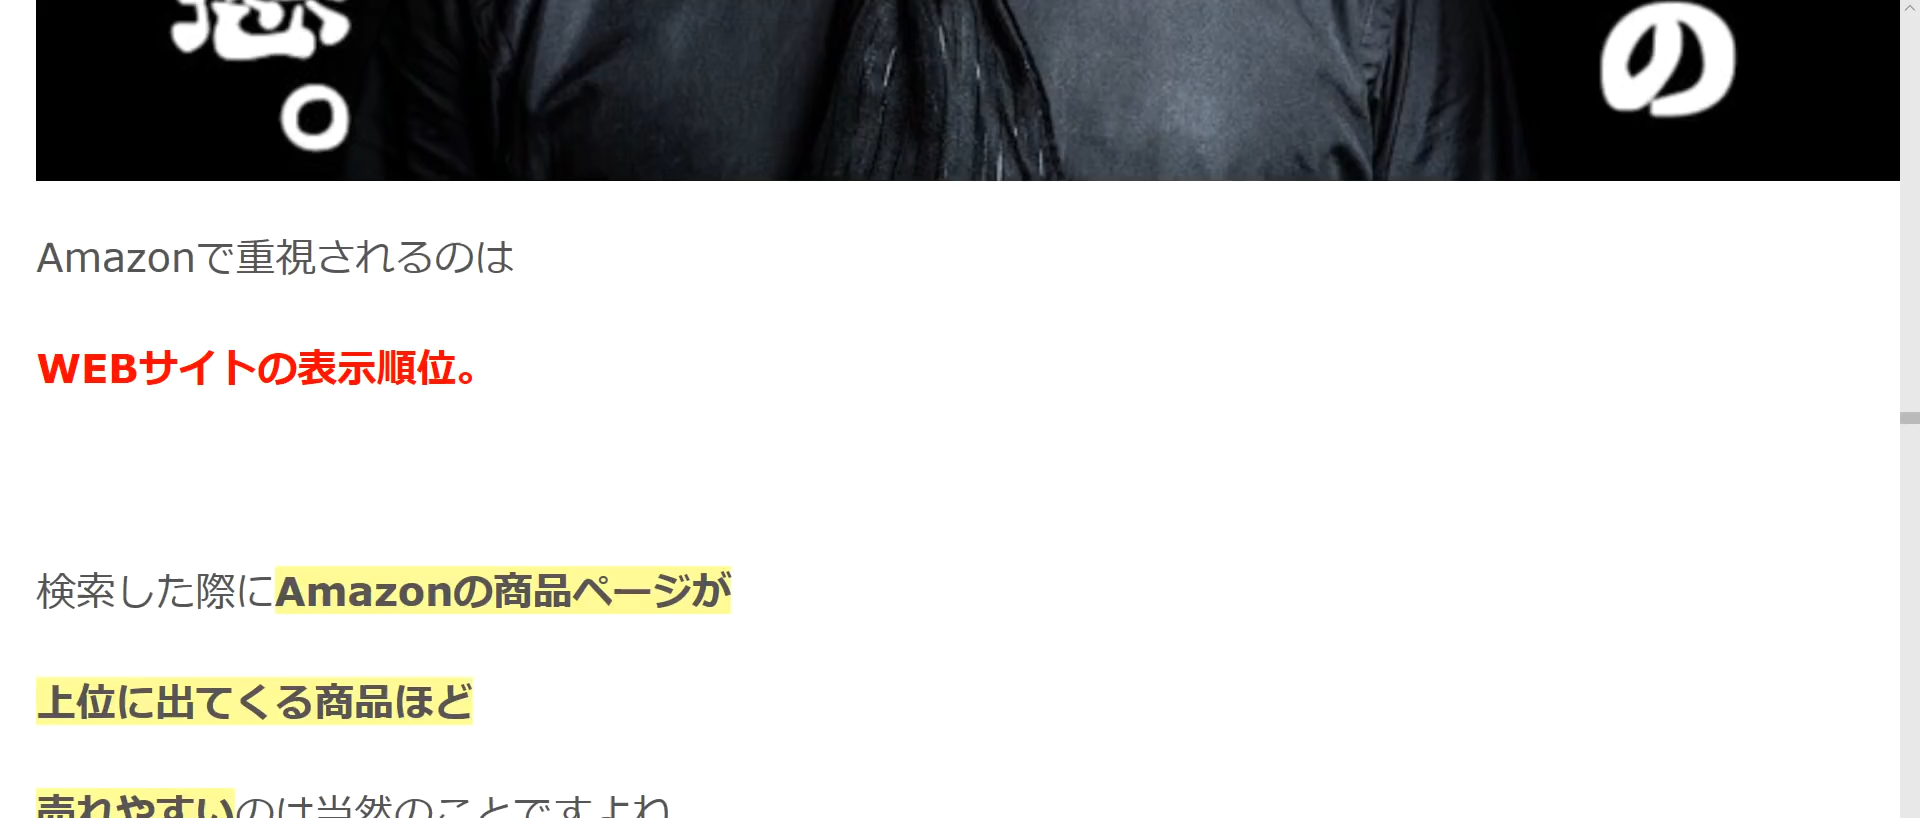 の
。
Amazonで重視されるのは
WEBサイトの表示順位。
検索した際にAmazonの商品ページが
上位に出てくる商品ほど
売れやすいのは当然のことですよね